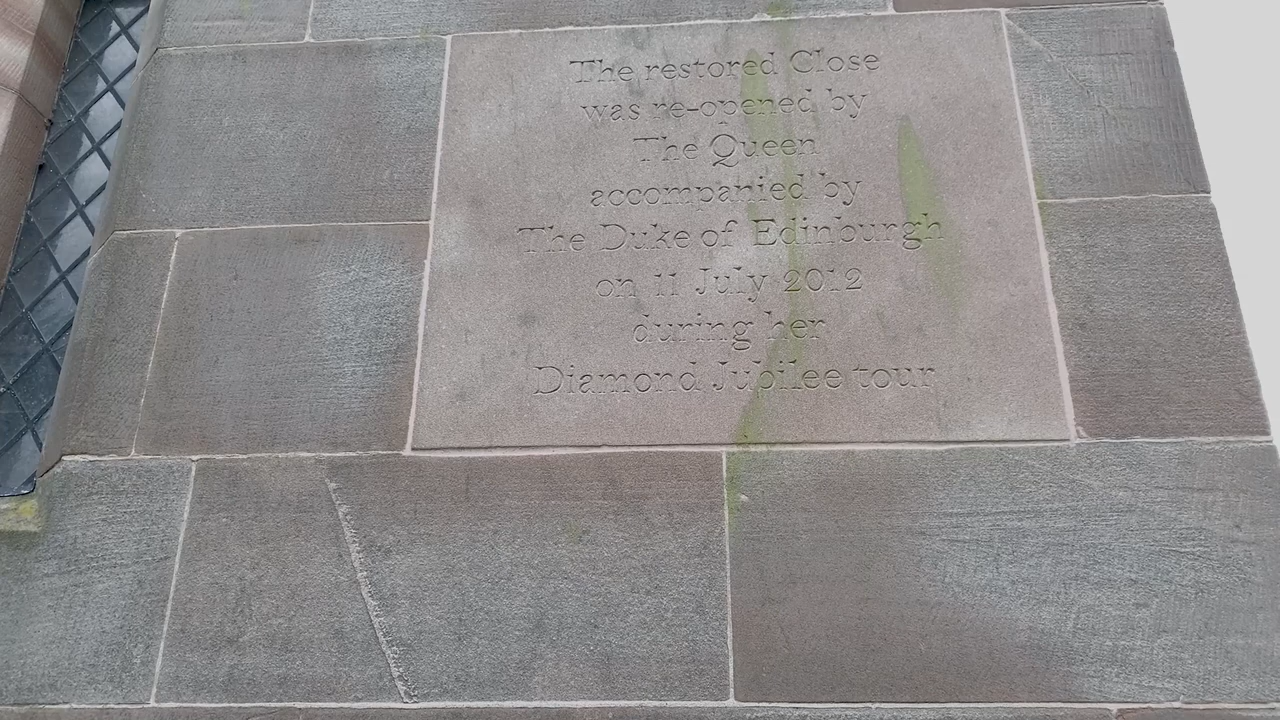 The restored Close
was re-opened by
The Queen
accompanied by
The Duke of Edinburgh
on 11 July 2012
during her
Diamond Jubilee tour